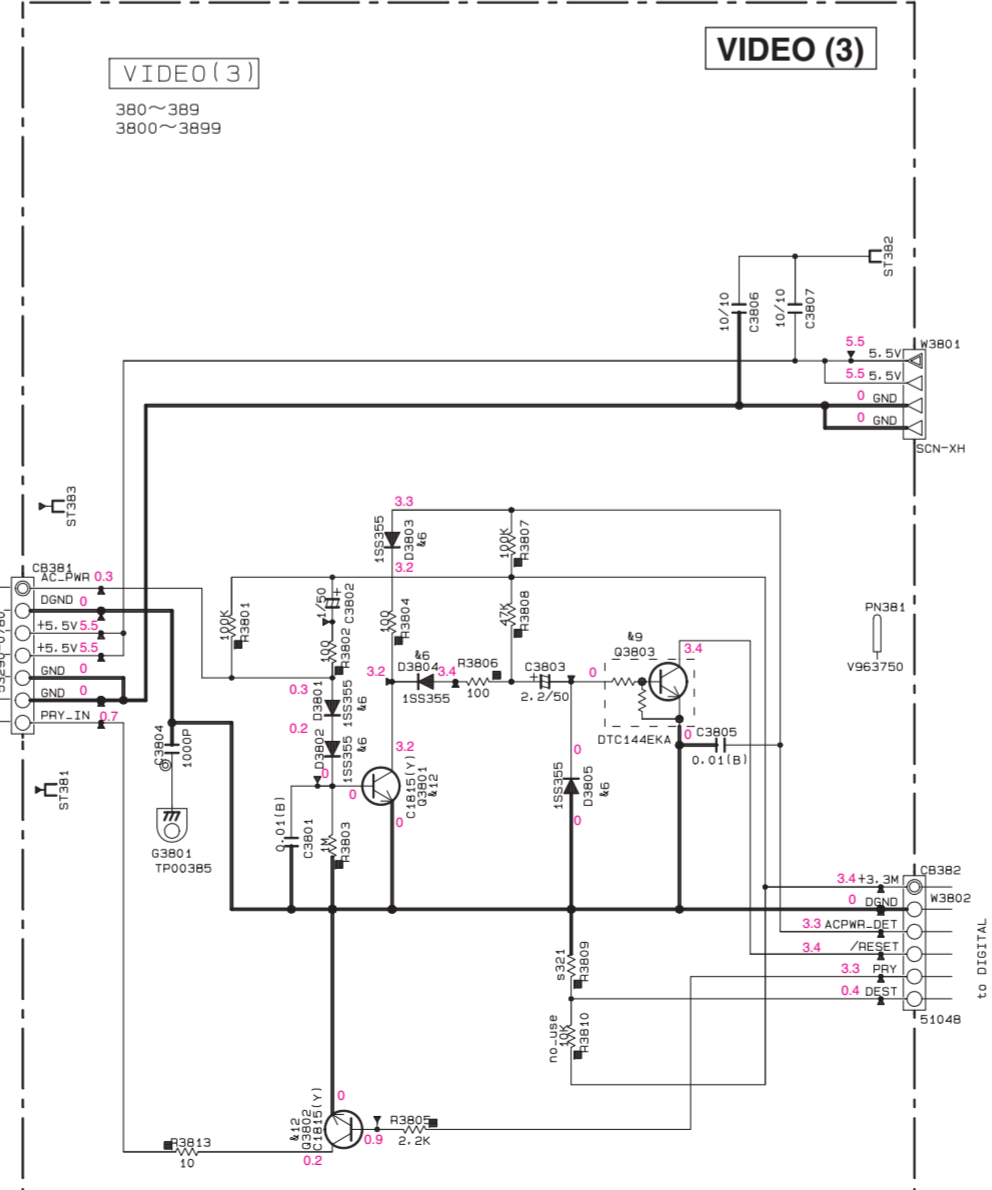 VIDEO (3)
VIDEO(3)
380~389
3800~3899
ST382
10/10
C3806
10/10
C3807
5.5
5.5V
W3801
5.5
5.5V
0
GND
0
GND
SCN-XH
ST383
CB381
AC_PWR
0.3
DGND
0
+5.5V
5.5
+5.5V
5.5
GND
0
GND
0
PRY_IN
0.7
ST381
C3804
1000P
G3801
TP00385
100K
R3801
1/50
+
C3802
100
R3802
0.3
D3801
1SS355
0.2
D3802
1SS355
&6
0
0.01(B)
C3801
1M
R3803
3.3
1SS355
D3803
&6
3.2
100
R3804
3.2
&6
D3804
1SS355
3.4
R3806
100
3.2
0
C1815(Y)
Q3801
&12
0
100K
R3807
47K
R3808
C3803
+
2.2/50
0
&9
Q3803
3.4
DTC144EKA
0
C3805
0.01(B)
0
1SS355
D3805
&6
0
PN381
V963750
CB382
3.4
+3.3M
W3802
0
DGND
3.3
ACPWR_DET
3.4
/RESET
3.3
PRY
0.4
DEST
51048
to DIGITAL
s321
R3809
no_use
10K
R3810
0
&12
Q3802
C1815(Y)
0.9
R3805
2.2K
0.2
R3813
10